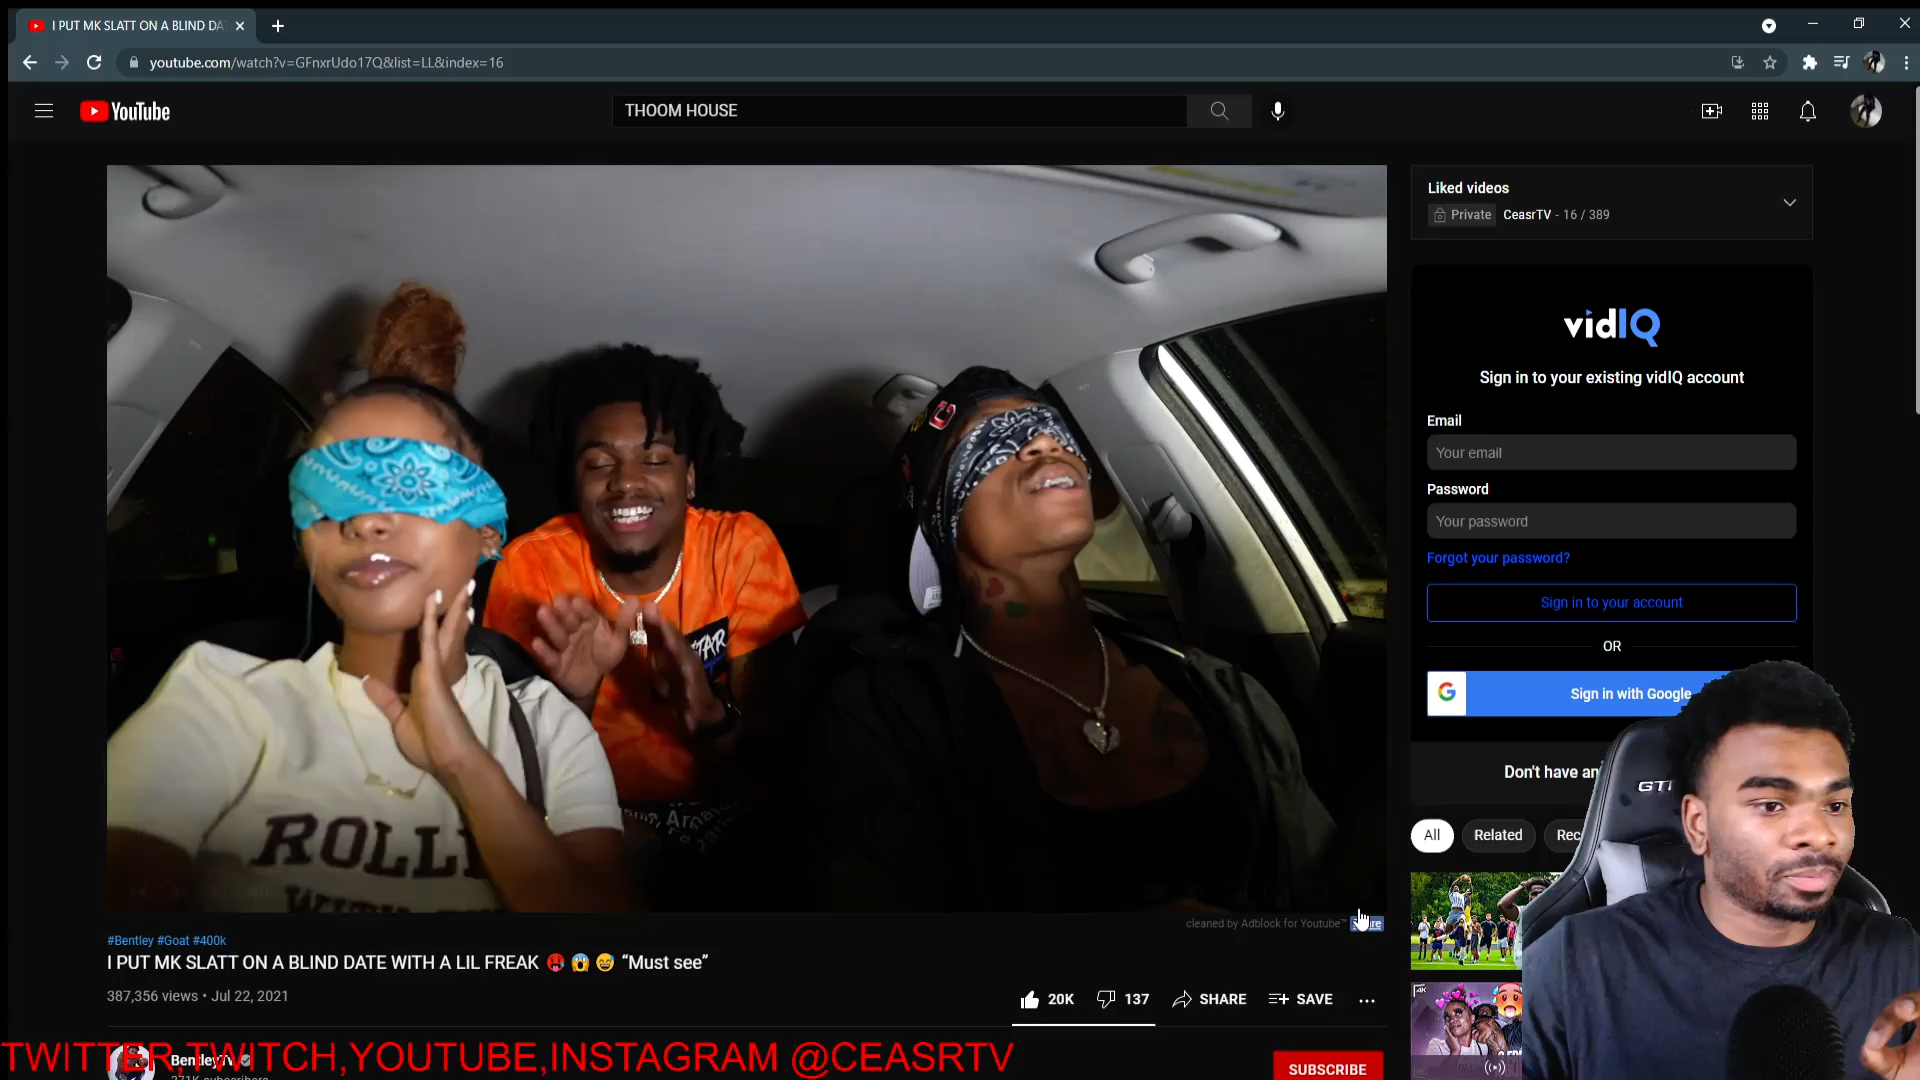 I PUT MK SLATT ON A BLIND DA
youtube.com/watch?v=GFnxrUdo17Q&list=LL&index=16
YouTube
THOOM HOUSE
Liked videos
Private CeasrTV - 16 / 389
vidIQ
Sign in to your existing vidIQ account
Email
Your email
Password
Your password
Forgot your password?
Sign in to your account
OR
Sign in with Google
Don't have an
GT
All Related Rec
4K
STAR
ROLL
cleaned by Adblock for Youtube™
#Bentley #Goat #400k
I PUT MK SLATT ON A BLIND DATE WITH A LIL FREAK 🥵 😱 😅 “Must see”
387,356 views • Jul 22, 2021
20K 137 SHARE SAVE
TWITTER,TWITCH,YOUTUBE,INSTAGRAM @CEASRTV
SUBSCRIBE